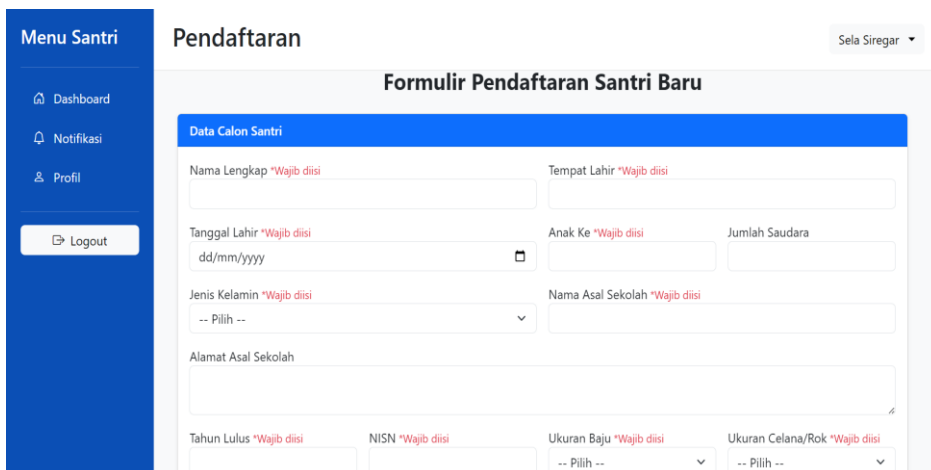 Menu Santri
Dashboard
Notifikasi
Profil
Logout
Pendaftaran
Sela Siregar
Formulir Pendaftaran Santri Baru
Data Calon Santri
Nama Lengkap *Wajib diisi
Tempat Lahir *Wajib diisi
Tanggal Lahir *Wajib diisi
dd/mm/yyyy
Anak Ke *Wajib diisi
Jumlah Saudara
Jenis Kelamin *Wajib diisi
-- Pilih --
Nama Asal Sekolah *Wajib diisi
Alamat Asal Sekolah
Tahun Lulus *Wajib diisi
NISN *Wajib diisi
Ukuran Baju *Wajib diisi
-- Pilih --
Ukuran Celana/Rok *Wajib diisi
-- Pilih --